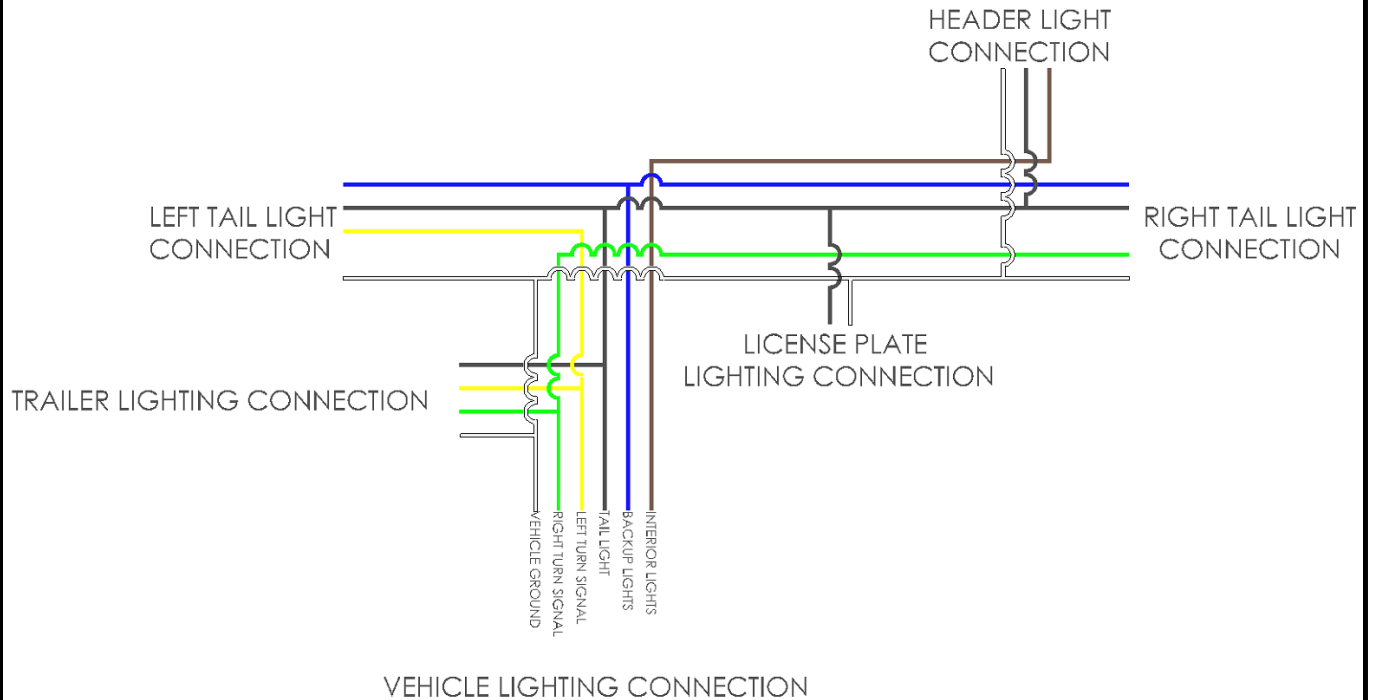 HEADER LIGHT
CONNECTION
LEFT TAIL LIGHT
CONNECTION
RIGHT TAIL LIGHT
CONNECTION
LICENSE PLATE
LIGHTING CONNECTION
TRAILER LIGHTING CONNECTION
VEHICLE GROUND
RIGHT TURN SIGNAL
LEFT TURN SIGNAL
TAIL LIGHT
BACKUP LIGHTS
INTERIOR LIGHTS
VEHICLE LIGHTING CONNECTION